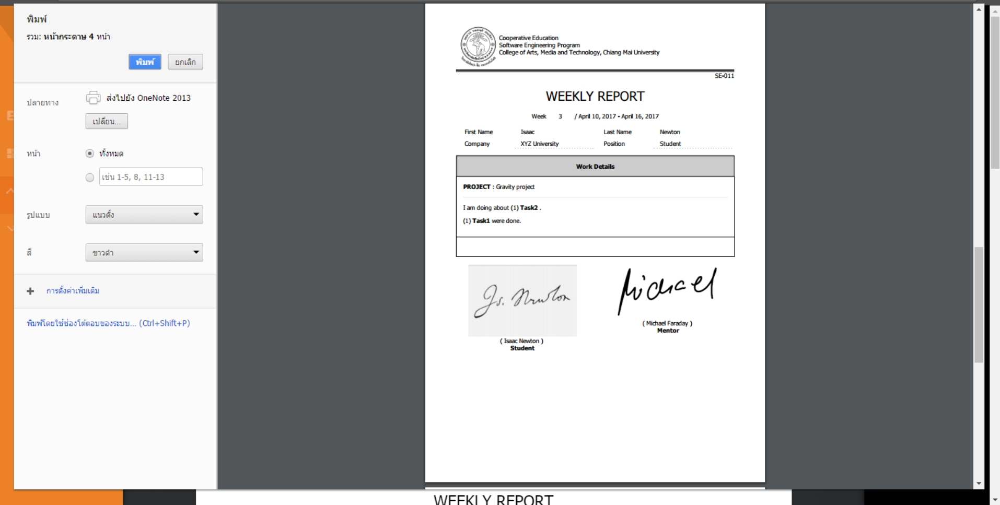 พิมพ์
รวม: หน้ากระดาษ 4 หน้า
พิมพ์ ยกเลิก
ปลายทาง ส่งไปยัง OneNote 2013
เปลี่ยน...
หน้า ทั้งหมด
เช่น 1-5, 8, 11-13
รูปแบบ แนวตั้ง
สี ขาวดำ
การตั้งค่าเพิ่มเติม
พิมพ์โดยใช้ช่องโต้ตอบของระบบ... (Ctrl+Shift+P)
Cooperative Education
Software Engineering Program
College of Arts, Media and Technology, Chiang Mai University
SE-011
WEEKLY REPORT
Week 3 / April 10, 2017 - April 16, 2017
First Name Isaac Last Name Newton
Company XYZ University Position Student
Work Details
PROJECT : Gravity project
I am doing about (1) Task2 .
(1) Task1 were done.
Js. Newton
Michael
( Isaac Newton )
Student
( Michael Faraday )
Mentor
WEEKLY REPORT